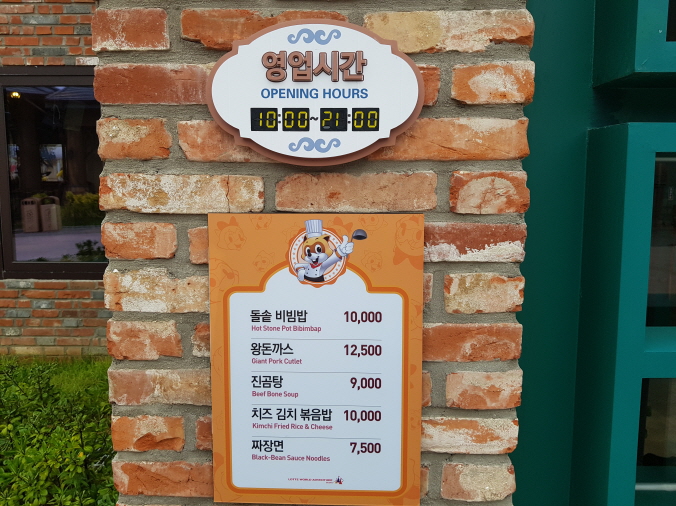 영업시간
OPENING HOURS
10:00~21:00
돌솥 비빔밥 10,000
Hot Stone Pot Bibimbap
왕돈까스 12,500
Giant Pork Cutlet
진곰탕 9,000
Beef Bone Soup
치즈 김치 볶음밥 10,000
Kimchi Fried Rice & Cheese
짜장면 7,500
Black-Bean Sauce Noodles
LOTTE WORLD ADVENTURE